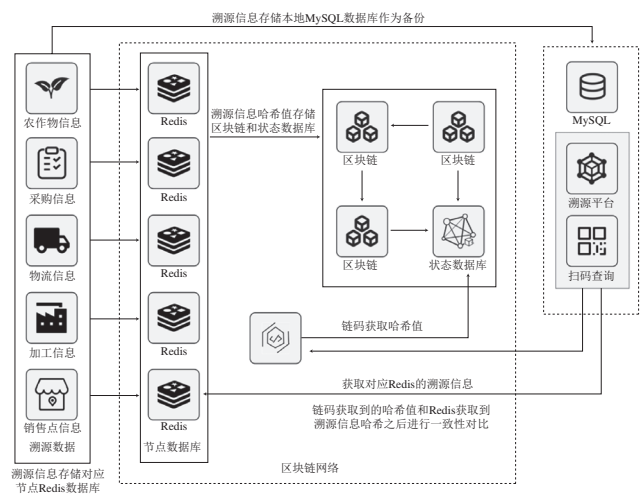 溯源信息存储本地MySQL数据库作为备份
农作物信息
采购信息
物流信息
加工信息
销售点信息
溯源数据
溯源信息存储对应
节点Redis数据库
Redis
Redis
Redis
Redis
Redis
节点数据库
溯源信息哈希值存储
区块链和状态数据库
区块链
区块链
区块链
状态数据库
链码获取哈希值
获取对应Redis的溯源信息
链码获取到的哈希值和Redis获取到
溯源信息哈希之后进行一致性对比
区块链网络
MySQL
溯源平台
扫码查询